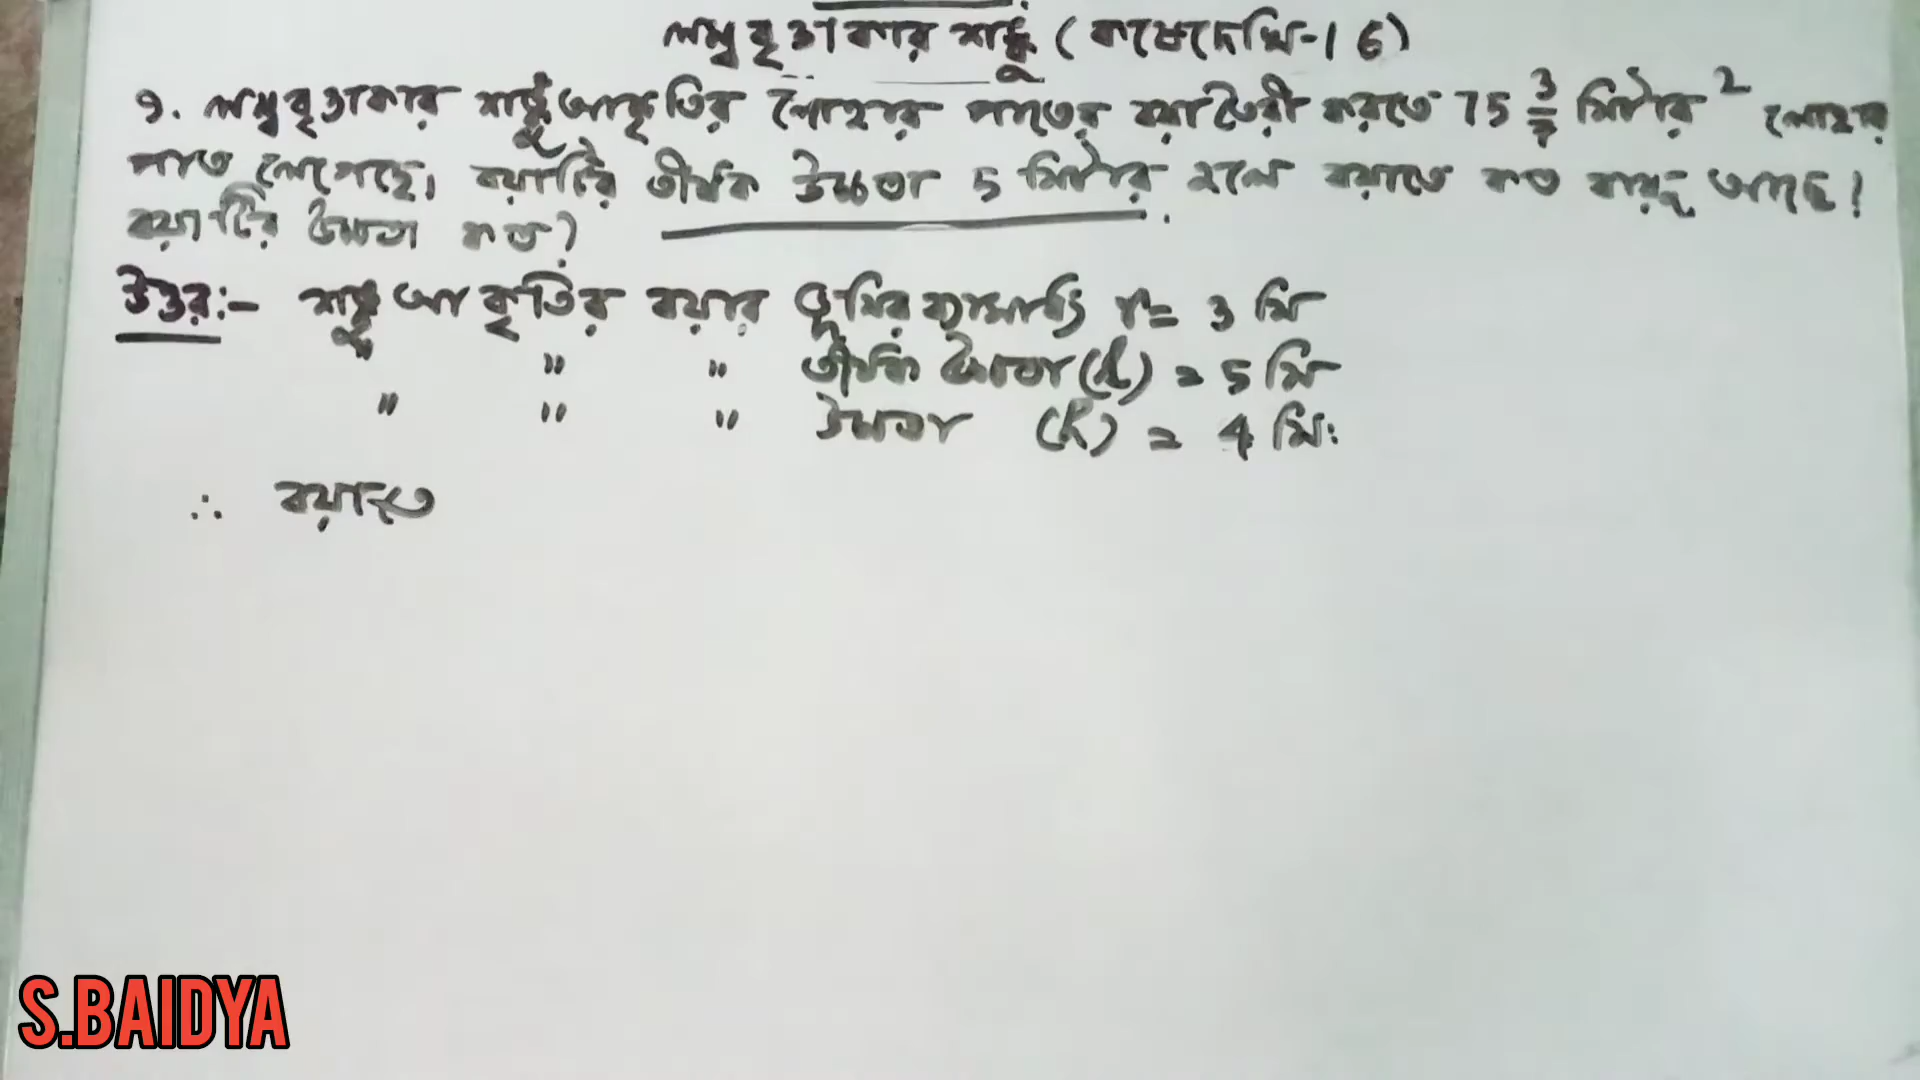 লম্ব বৃত্তাকার শঙ্কু (কষেদেখি-16)
9. লম্ব বৃত্তাকার শঙ্কু আকৃতির লোহার পাতের বয়া তৈরী করতে 75 3/7 মিটার² লোহার
পাত লেগেছে। বয়াটির তীর্যক উচ্চতা 5 মিটার হলে বয়াতে কত বায়ু আছে?
বয়াটির উচ্চতা কত?
উত্তর:- শঙ্কু আকৃতির বয়ার ভূমির ব্যাসার্ধ r = 3 মি
" " " তীর্যক উচ্চতা (l) = 5 মি
" " " উচ্চতা (h) = 4 মি:
∴ বয়াতে
S.BAIDYA